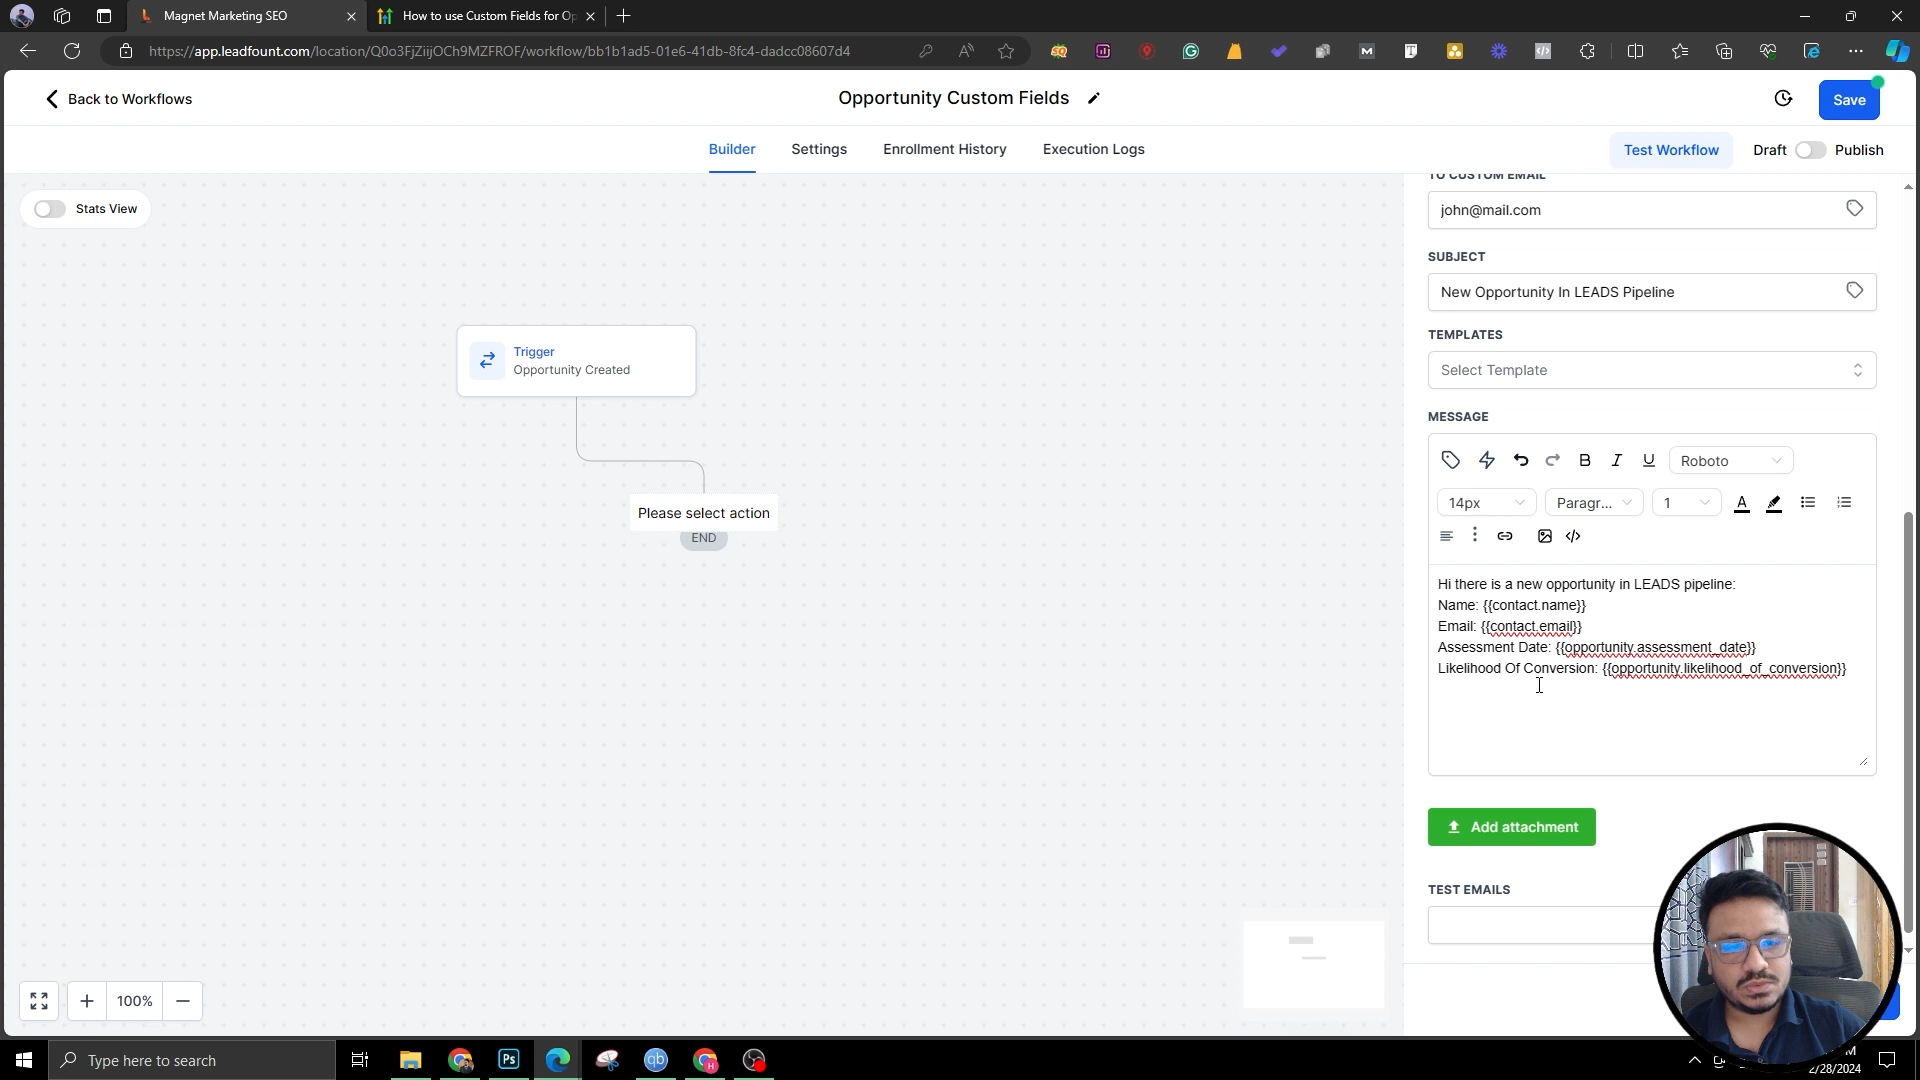 Magnet Marketing SEO
How to use Custom Fields for Op
https://app.leadfount.com/location/Q0o3FjZiijOCh9MZFROF/workflow/bb1b1ad5-01e6-41db-8fc4-dadcc08607d4
Back to Workflows
Opportunity Custom Fields
Save
Builder
Settings
Enrollment History
Execution Logs
Test Workflow
Draft
Publish
Stats View
Trigger
Opportunity Created
Please select action
END
100%
TO CUSTOM EMAIL
john@mail.com
SUBJECT
New Opportunity In LEADS Pipeline
TEMPLATES
Select Template
MESSAGE
Roboto
14px
Paragr...
1
Hi there is a new opportunity in LEADS pipeline:
Name: {{contact.name}}
Email: {{contact.email}}
Assessment Date: {{opportunity.assessment_date}}
Likelihood Of Conversion: {{opportunity.likelihood_of_conversion}}
Add attachment
TEST EMAILS
Type here to search
2/28/2024